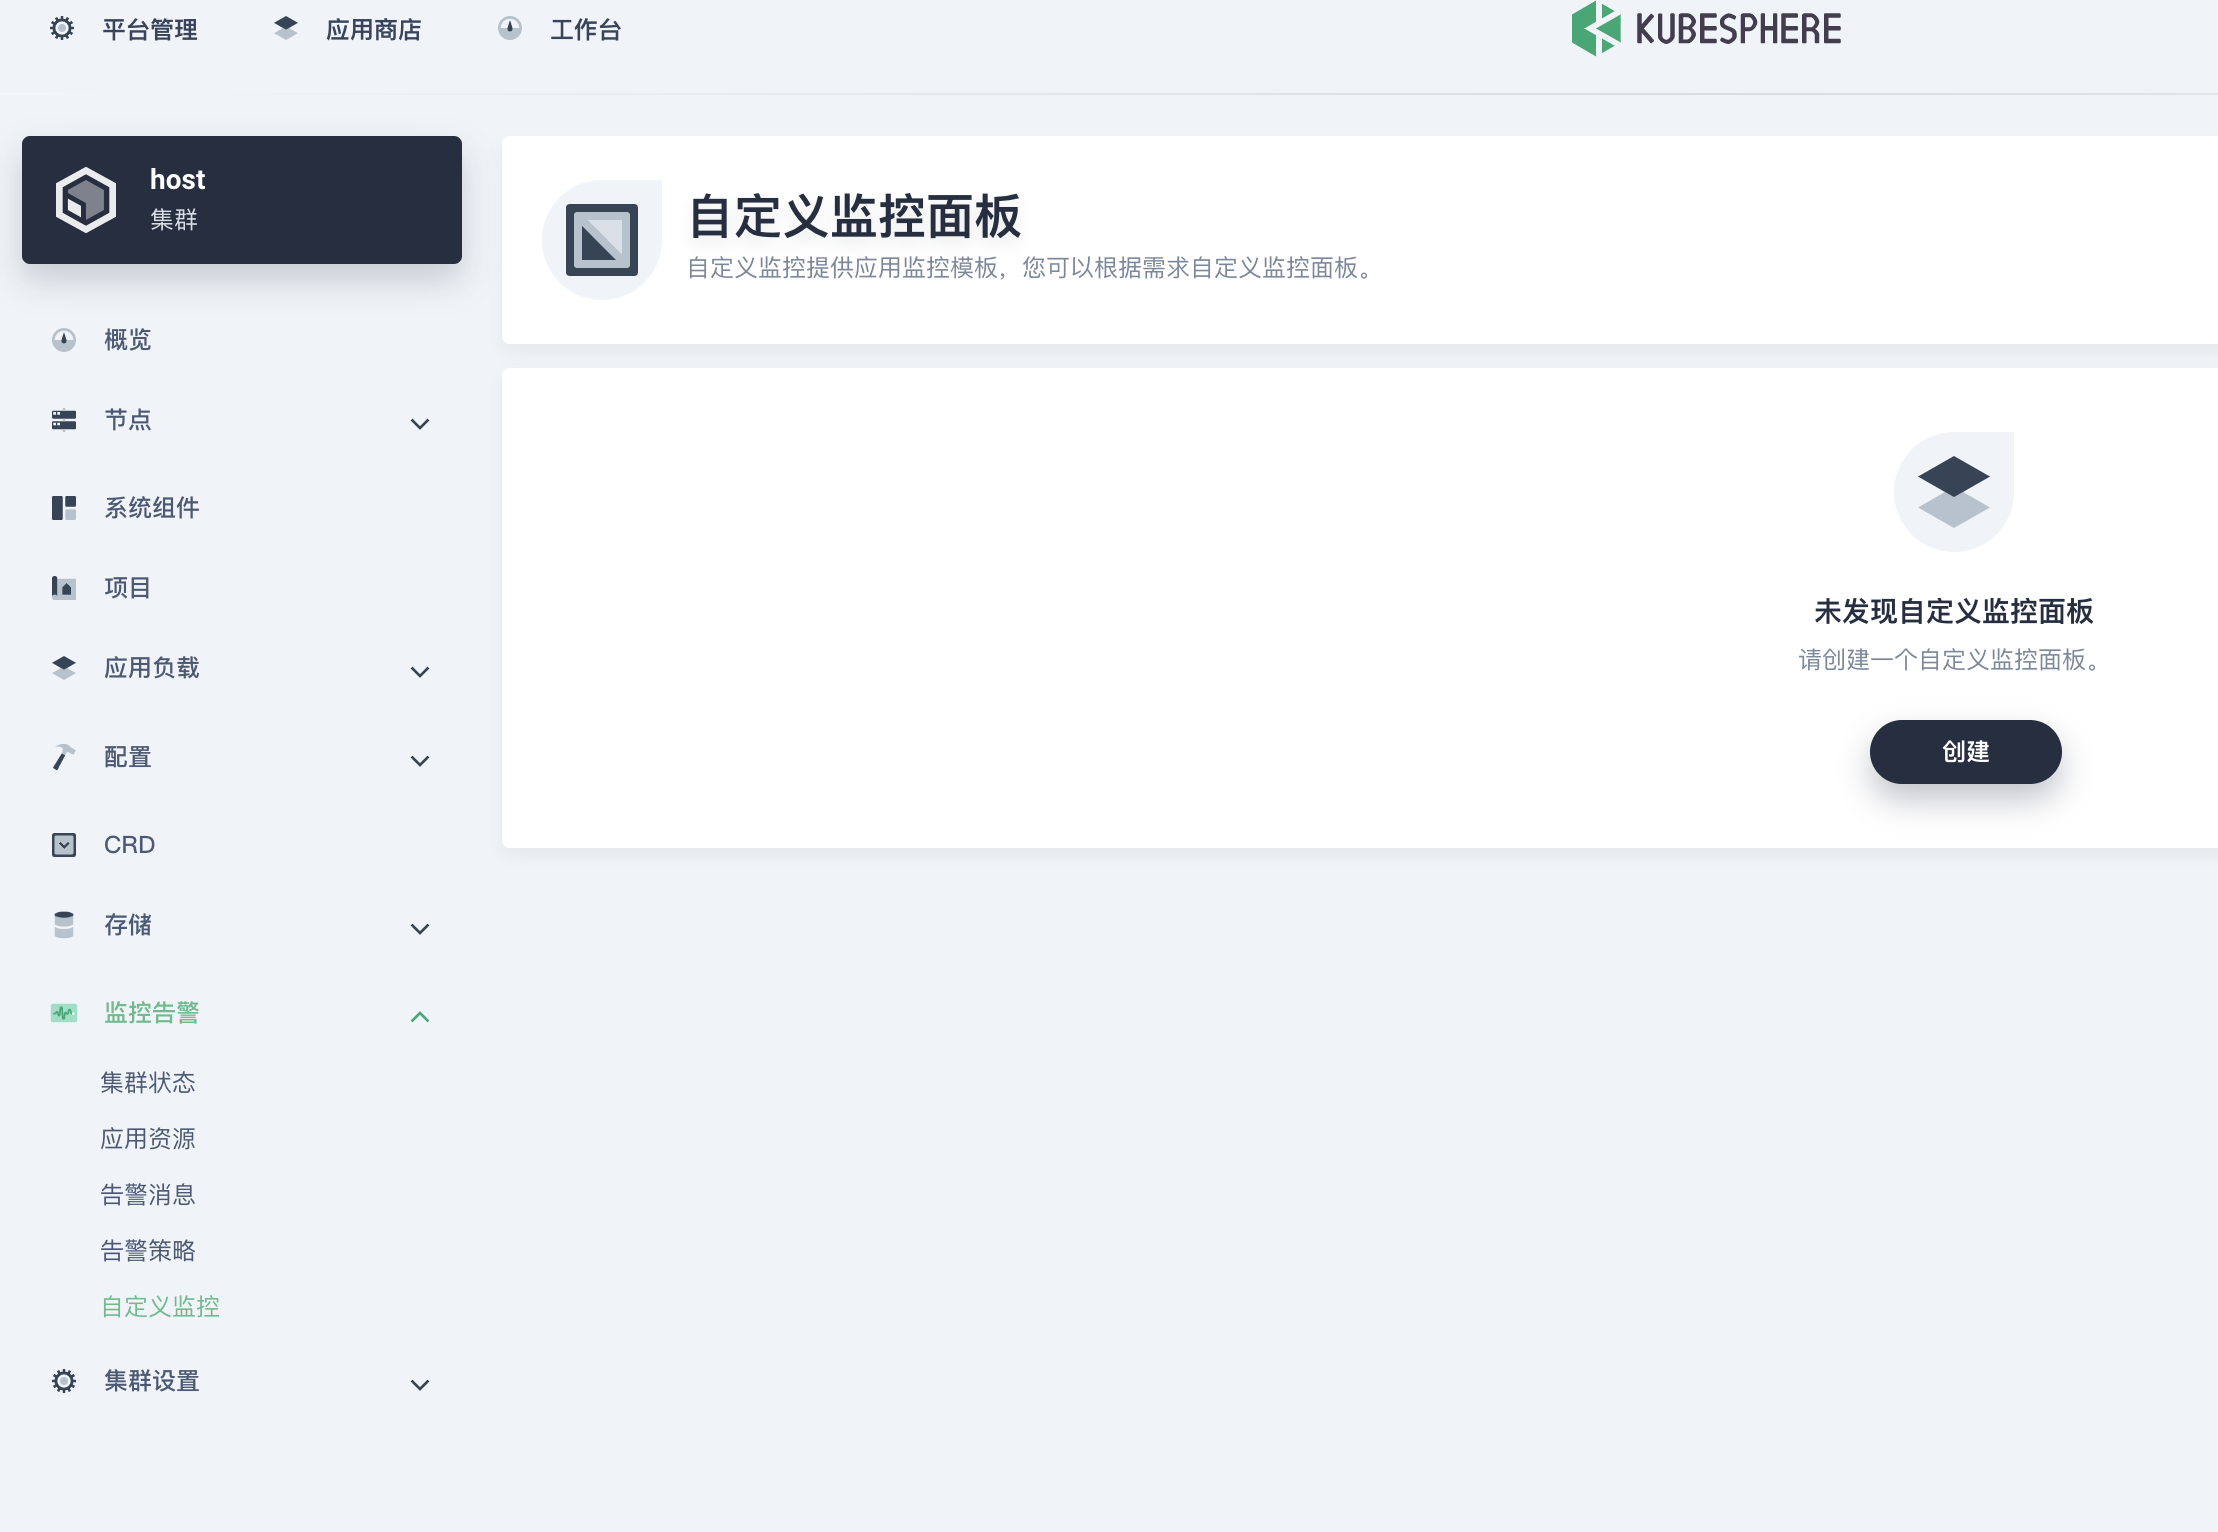 平台管理
应用商店
工作台
KUBESPHERE
host
集群
概览
节点
系统组件
项目
应用负载
配置
CRD
存储
监控告警
集群状态
应用资源
告警消息
告警策略
自定义监控
集群设置
自定义监控面板
自定义监控提供应用监控模板，您可以根据需求自定义监控面板。
未发现自定义监控面板
请创建一个自定义监控面板。
创建